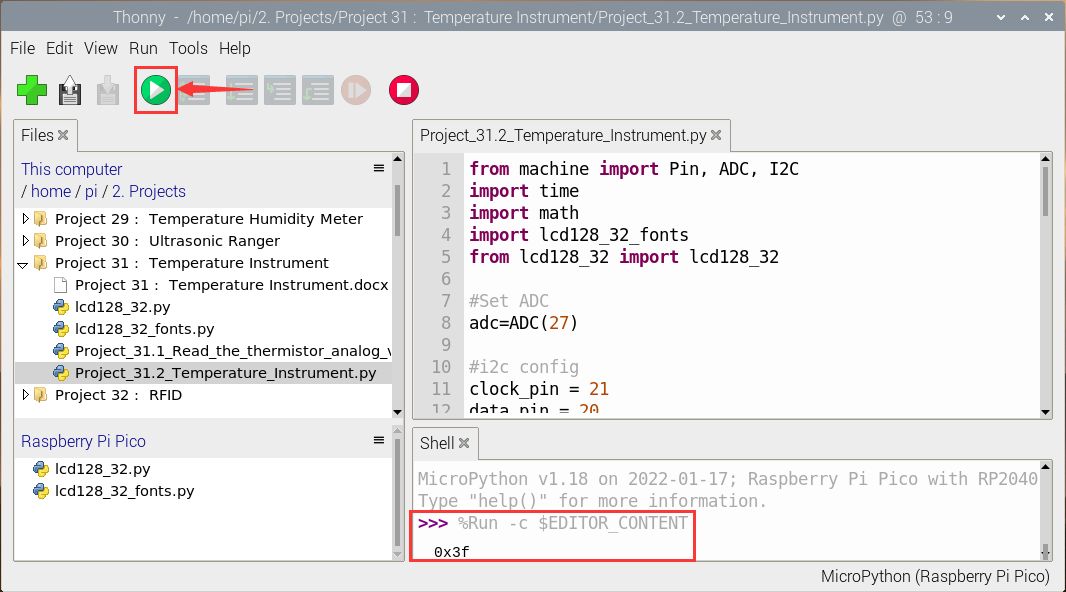 Thonny - /home/pi/2. Projects/Project 31 : Temperature Instrument/Project_31.2_Temperature_Instrument.py @ 53 : 9
File Edit View Run Tools Help
Files
This computer
/ home / pi / 2. Projects
Project 29 : Temperature Humidity Meter
Project 30 : Ultrasonic Ranger
Project 31 : Temperature Instrument
Project 31 : Temperature Instrument.docx
lcd128_32.py
lcd128_32_fonts.py
Project_31.1_Read_the_thermistor_analog_v
Project_31.2_Temperature_Instrument.py
Project 32 : RFID
Raspberry Pi Pico
lcd128_32.py
lcd128_32_fonts.py
Project_31.2_Temperature_Instrument.py
1 from machine import Pin, ADC, I2C
2 import time
3 import math
4 import lcd128_32_fonts
5 from lcd128_32 import lcd128_32
6
7 #Set ADC
8 adc=ADC(27)
9
10 #i2c config
11 clock_pin = 21
12 data_pin = 20
Shell
MicroPython v1.18 on 2022-01-17; Raspberry Pi Pico with RP2040
Type "help()" for more information.
>>> %Run -c $EDITOR_CONTENT
0x3f
MicroPython (Raspberry Pi Pico)